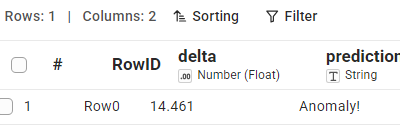 Rows: 1 | Columns: 2 Sorting Filter
# RowID delta prediction
.00 Number (Float) T String
1 Row0 14.461 Anomaly!